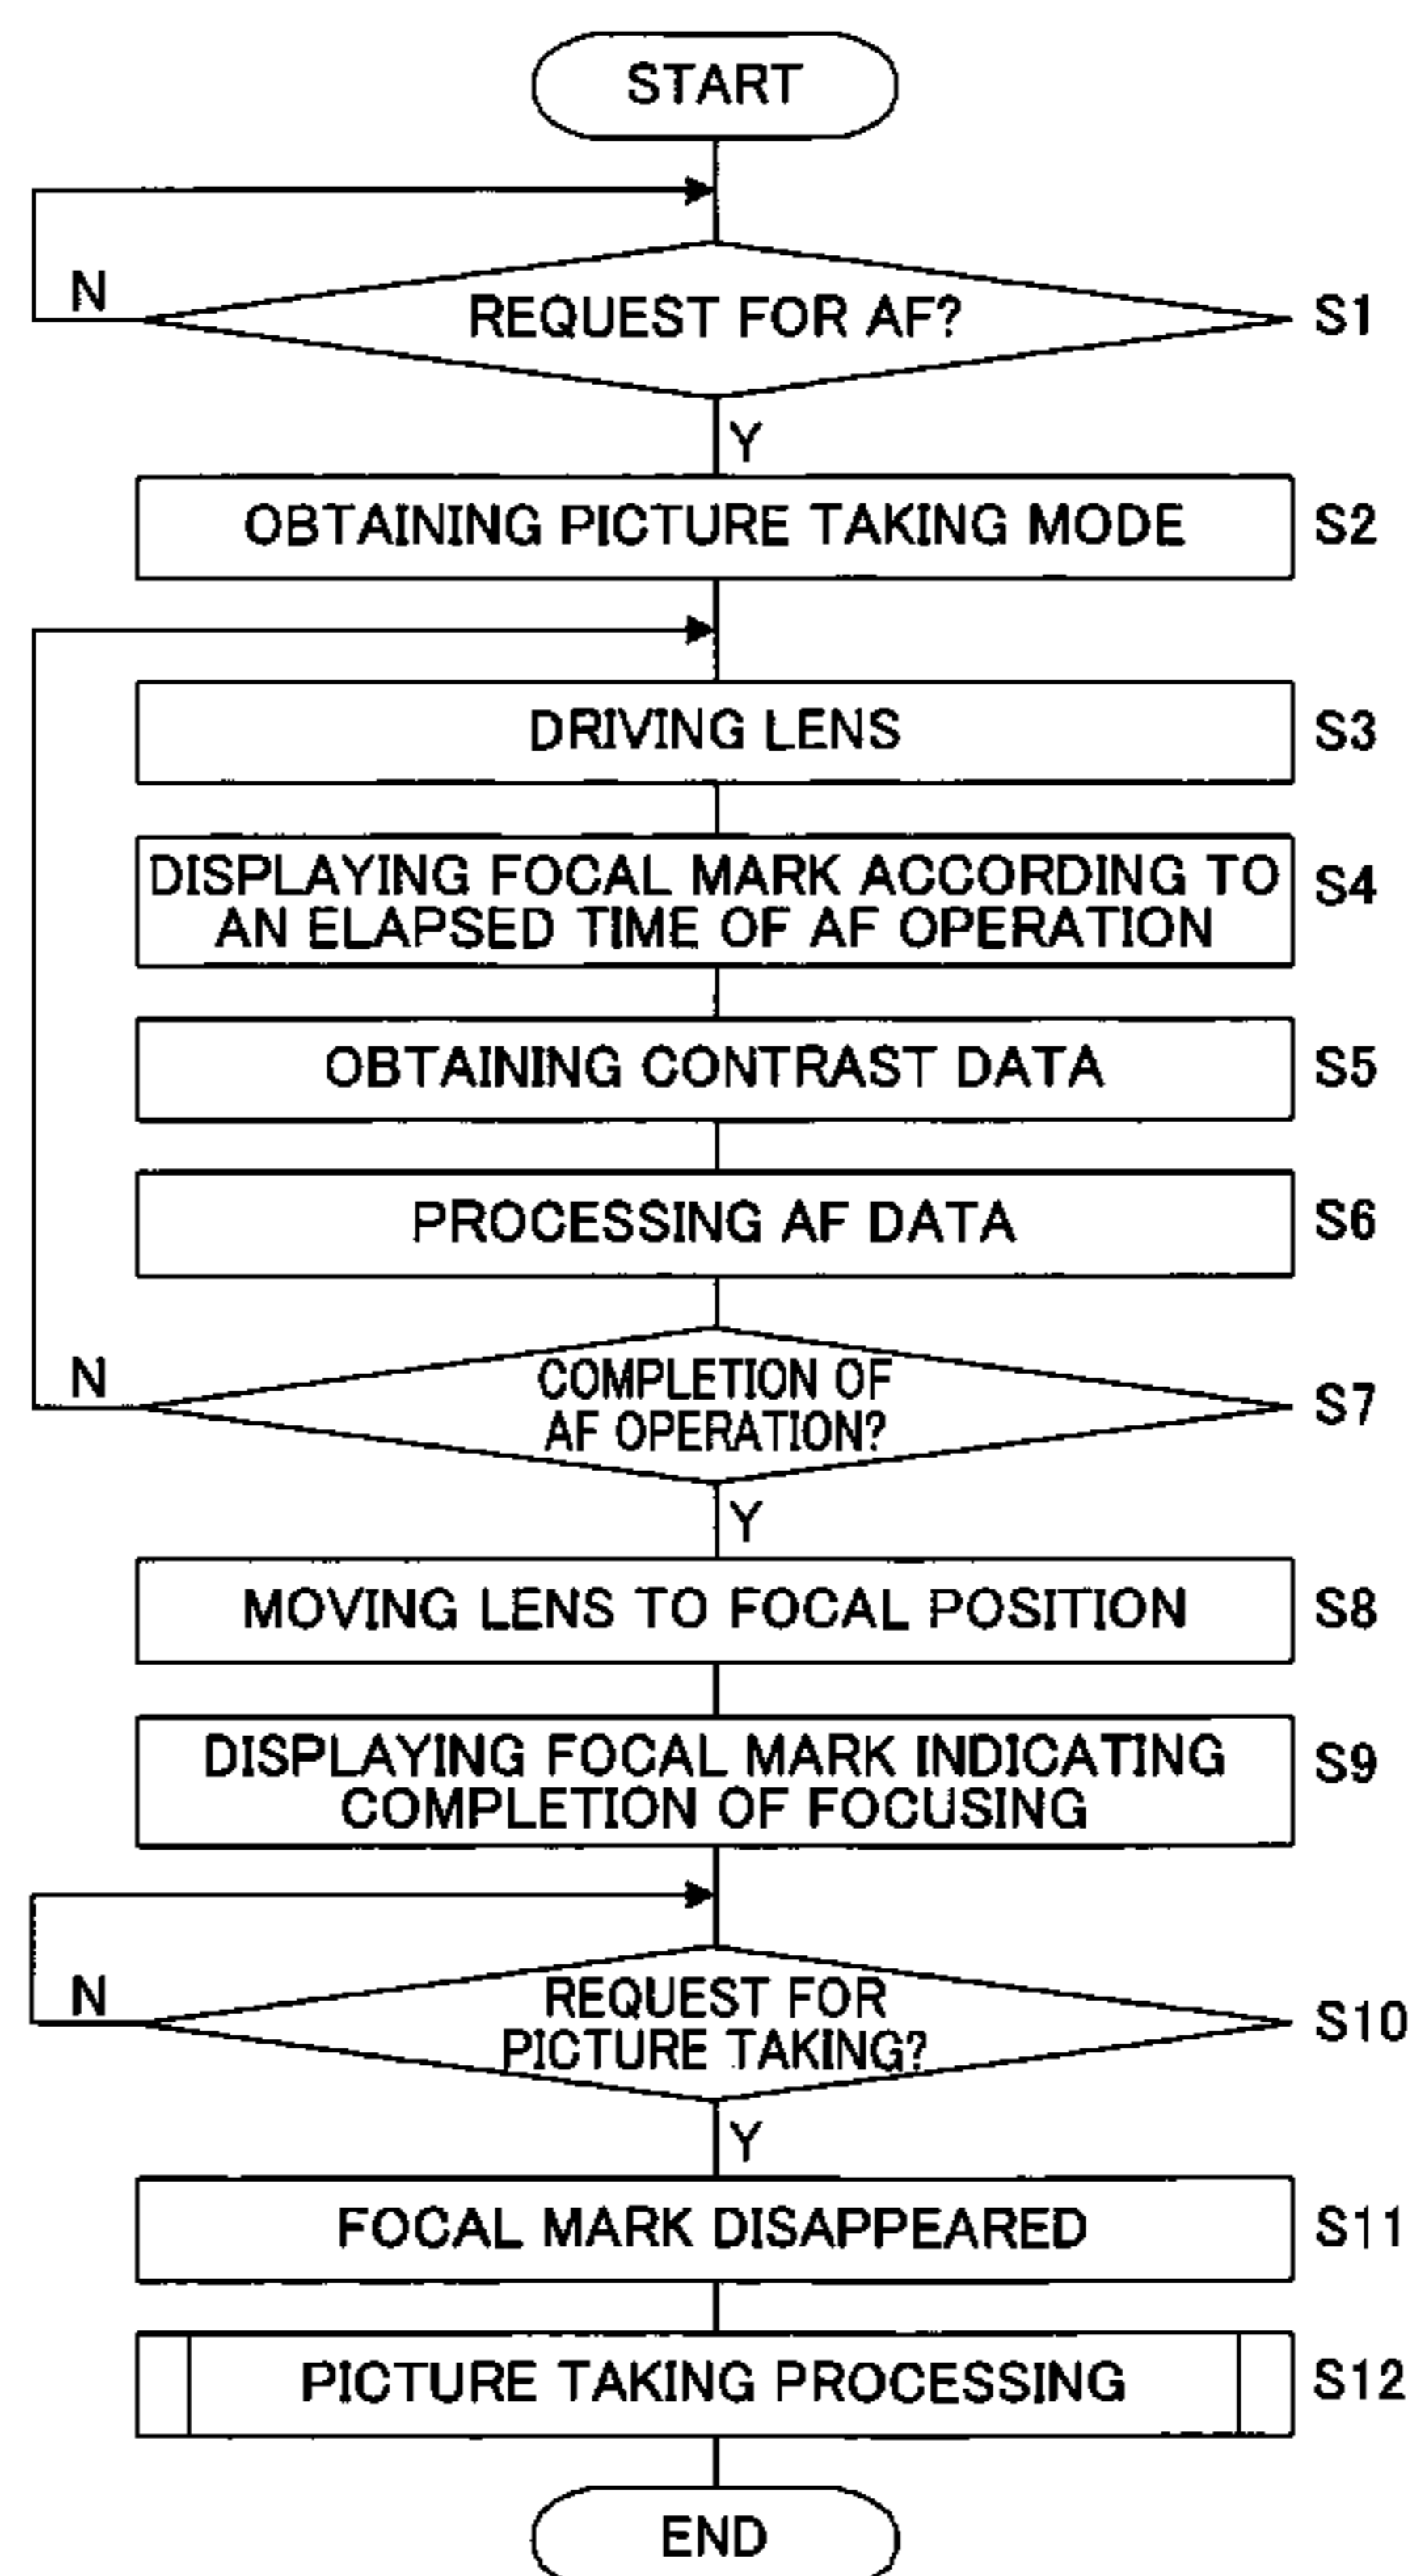 START
N
REQUEST FOR AF?
S1
Y
OBTAINING PICTURE TAKING MODE
S2
DRIVING LENS
S3
DISPLAYING FOCAL MARK ACCORDING TO
AN ELAPSED TIME OF AF OPERATION
S4
OBTAINING CONTRAST DATA
S5
PROCESSING AF DATA
S6
N
COMPLETION OF
AF OPERATION?
S7
Y
MOVING LENS TO FOCAL POSITION
S8
DISPLAYING FOCAL MARK INDICATING
COMPLETION OF FOCUSING
S9
N
REQUEST FOR
PICTURE TAKING?
S10
Y
FOCAL MARK DISAPPEARED
S11
PICTURE TAKING PROCESSING
S12
END